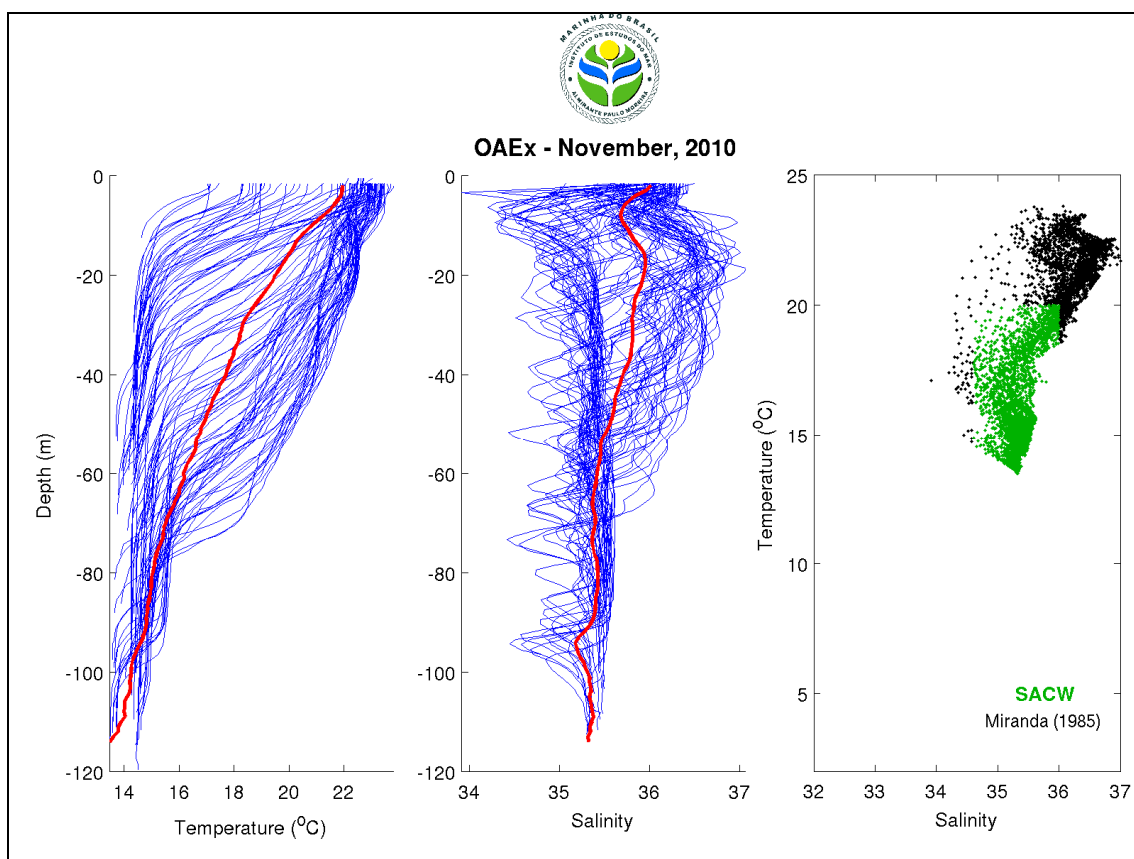 MARINHA DO BRASIL
INSTITUTO DE ESTUDOS DO MAR
ALMIRANTE PAULO MOREIRA
OAEx - November, 2010
0
-20
-40
-60
-80
-100
-120
Depth (m)
14 16 18 20 22
Temperature (°C)
0
-20
-40
-60
-80
-100
-120
34 35 36 37
Salinity
25
20
15
10
5
Temperature (°C)
SACW
Miranda (1985)
32 33 34 35 36 37
Salinity